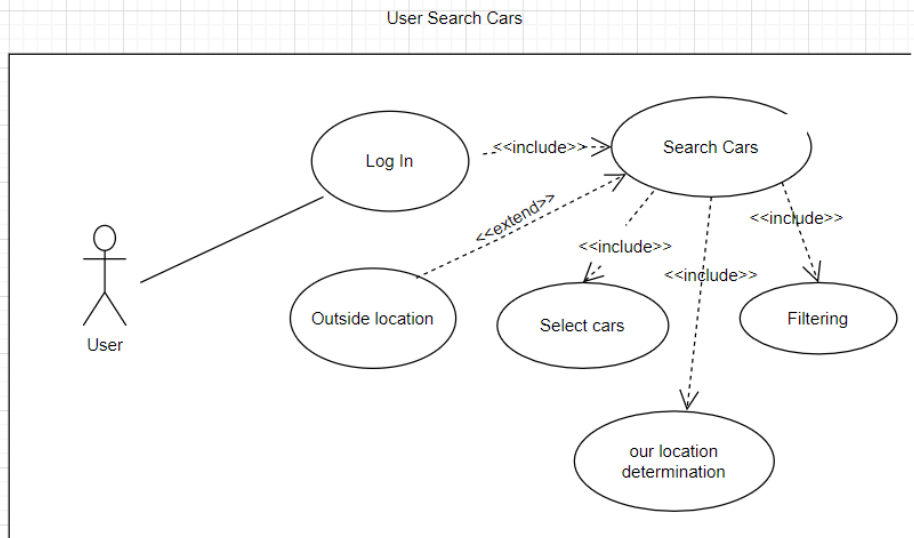 User Search Cars
Log In
<<include>>
Search Cars
<<extend>>
<<include>>
<<include>>
<<include>>
User
Outside location
Select cars
Filtering
our location
determination